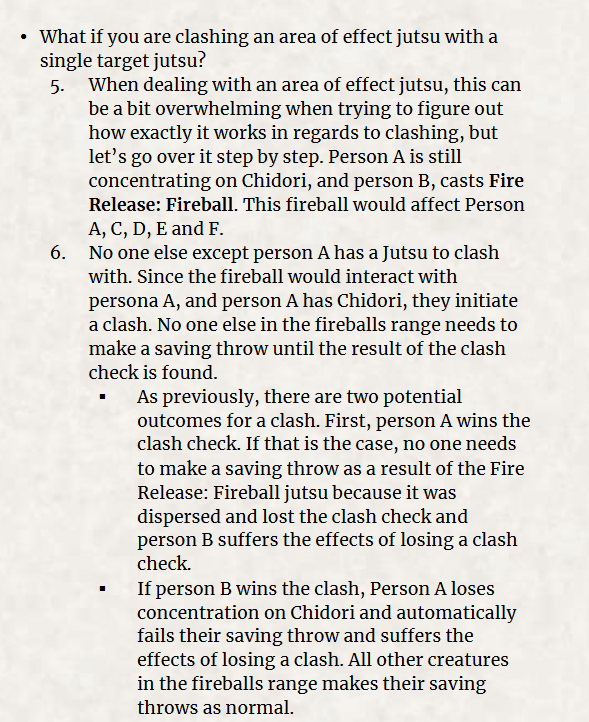 • What if you are clashing an area of effect jutsu with a
single target jutsu?
5. When dealing with an area of effect jutsu, this can
be a bit overwhelming when trying to figure out
how exactly it works in regards to clashing, but
let’s go over it step by step. Person A is still
concentrating on Chidori, and person B, casts Fire
Release: Fireball. This fireball would affect Person
A, C, D, E and F.
6. No one else except person A has a Jutsu to clash
with. Since the fireball would interact with
persona A, and person A has Chidori, they initiate
a clash. No one else in the fireballs range needs to
make a saving throw until the result of the clash
check is found.
▪ As previously, there are two potential
outcomes for a clash. First, person A wins the
clash check. If that is the case, no one needs
to make a saving throw as a result of the Fire
Release: Fireball jutsu because it was
dispersed and lost the clash check and
person B suffers the effects of losing a clash
check.
▪ If person B wins the clash, Person A loses
concentration on Chidori and automatically
fails their saving throw and suffers the
effects of losing a clash. All other creatures
in the fireballs range makes their saving
throws as normal.